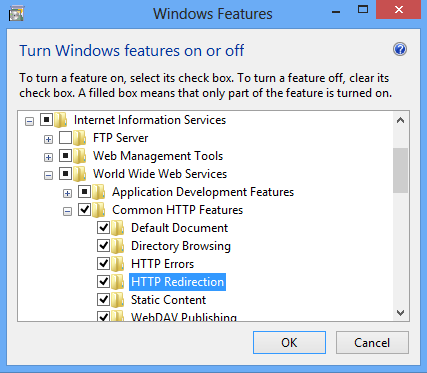 Windows Features
Turn Windows features on or off
To turn a feature on, select its check box. To turn a feature off, clear its
check box. A filled box means that only part of the feature is turned on.
Internet Information Services
FTP Server
Web Management Tools
World Wide Web Services
Application Development Features
Common HTTP Features
Default Document
Directory Browsing
HTTP Errors
HTTP Redirection
Static Content
WebDAV Publishing
OK
Cancel